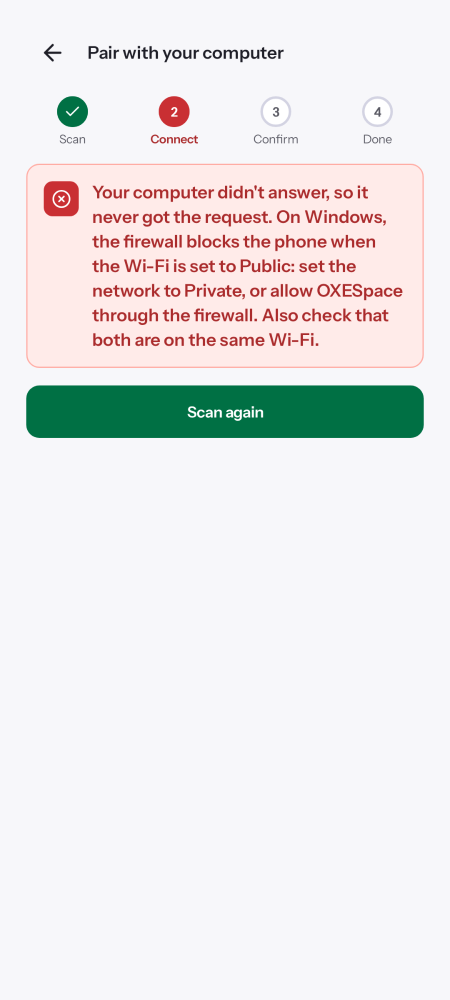 Pair with your computer
2
3
4
Scan
Connect
Confirm
Done
Your computer didn't answer, so it
never got the request. On Windows,
the firewall blocks the phone when
the Wi-Fi is set to Public: set the
network to Private, or allow OXESpace
through the firewall. Also check that
both are on the same Wi-Fi.
Scan again